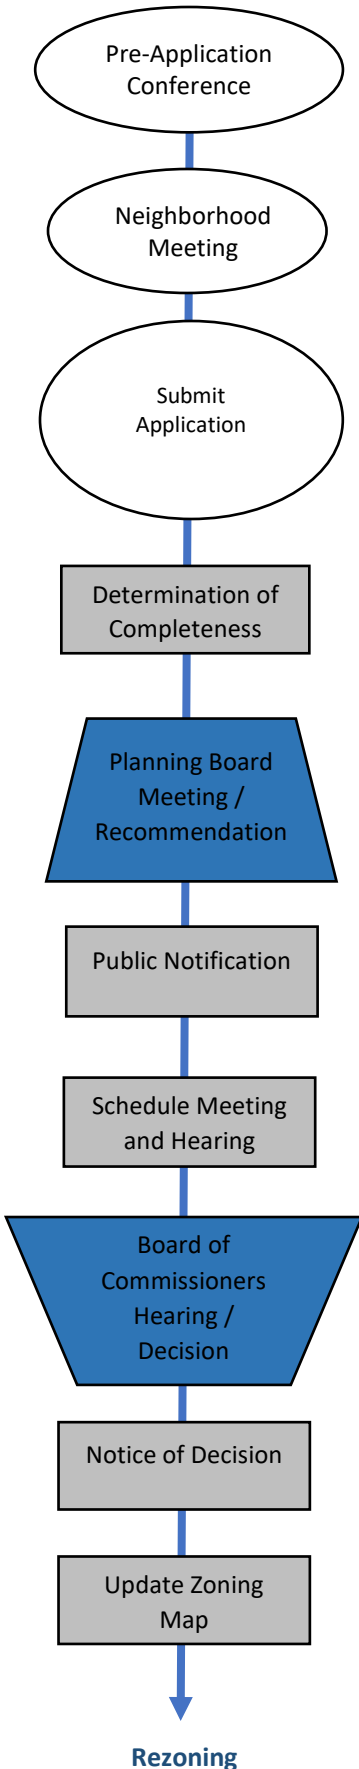 Pre-Application
Conference
Neighborhood
Meeting
Submit
Application
Determination of
Completeness
Planning Board
Meeting /
Recommendation
Public Notification
Schedule Meeting
and Hearing
Board of
Commissioners
Hearing /
Decision
Notice of Decision
Update Zoning
Map
Rezoning